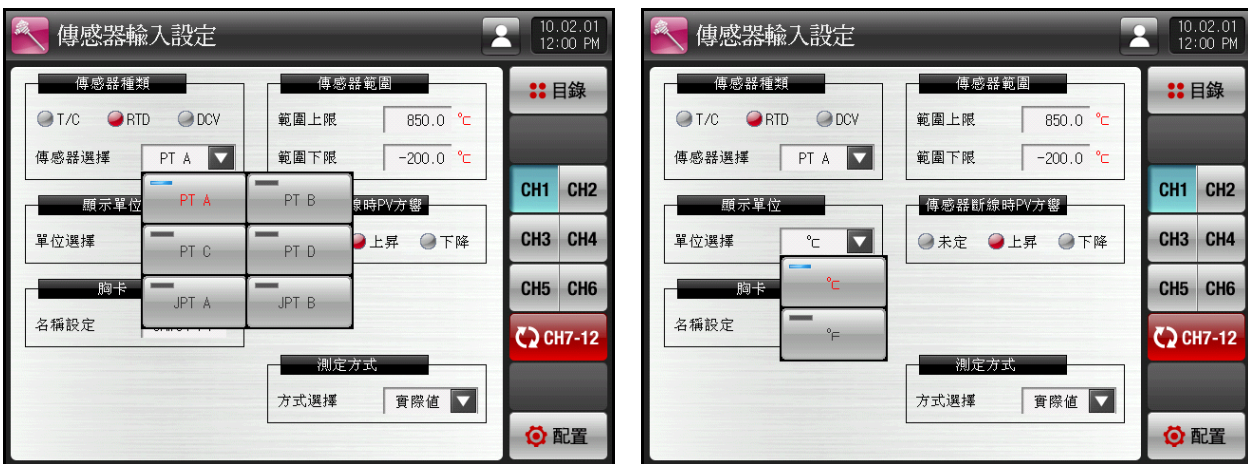 傳感器輸入設定
10.02.01
12:00 PM
傳感器種類
T/C RTD DCV
傳感器選擇 PT A
PT A PT B
PT C PT D
JPT A JPT B
傳感器範圍
範圍上限 850.0 ℃
範圍下限 -200.0 ℃
顯示單位
單位選擇
線時PV方響
上昇 下降
胸卡
名稱設定
測定方式
方式選擇 實際值
目錄
CH1 CH2
CH3 CH4
CH5 CH6
CH7-12
配置
傳感器輸入設定
10.02.01
12:00 PM
傳感器種類
T/C RTD DCV
傳感器選擇 PT A
傳感器範圍
範圍上限 850.0 ℃
範圍下限 -200.0 ℃
顯示單位
單位選擇 ℃
℃
℉
傳感器斷線時PV方響
未定 上昇 下降
胸卡
名稱設定
測定方式
方式選擇 實際值
目錄
CH1 CH2
CH3 CH4
CH5 CH6
CH7-12
配置